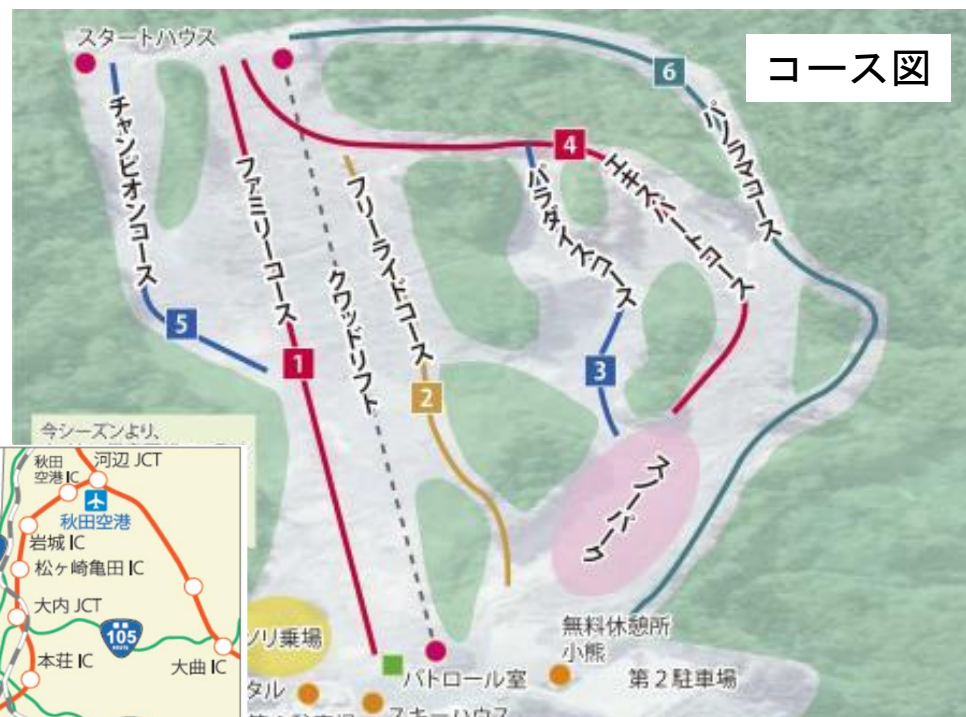 コース図
スタートハウス
6
パノラマコース
4
エキスパートコース
チャンピオンコース
5
ファミリーコース
1
クワッドリフト
フリーライドコース
2
パラダイスコース
3
スノーパーク
今シーズンより、
秋田
空港IC
河辺 JCT
秋田空港
岩城 IC
松ヶ崎亀田 IC
大内 JCT
105
ROUTE
本荘 IC
大曲 IC
ソリ乗場
パトロール室
無料休憩所
小熊
第2駐車場
タル
スキーハウス